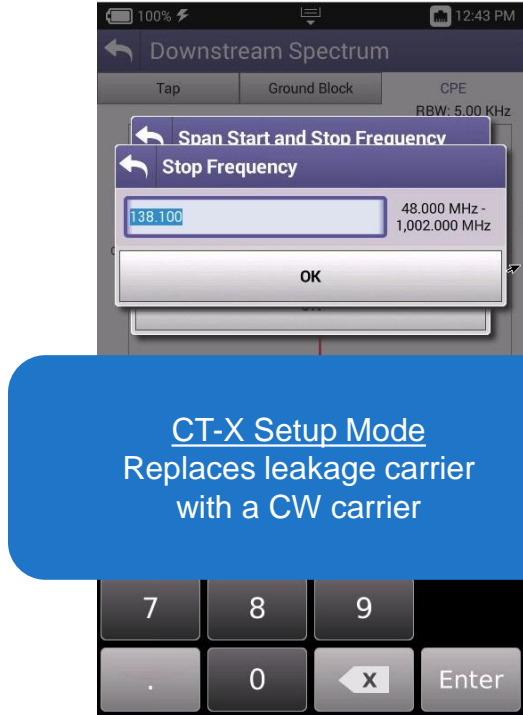 100%
12:43 PM
Downstream Spectrum
Tap
Ground Block
CPE
RBW: 5.00 KHz
Span Start and Stop Frequency
Stop Frequency
138.100
48.000 MHz -
1,002.000 MHz
OK
CT-X Setup Mode
Replaces leakage carrier
with a CW carrier
7 8 9
. 0 X Enter